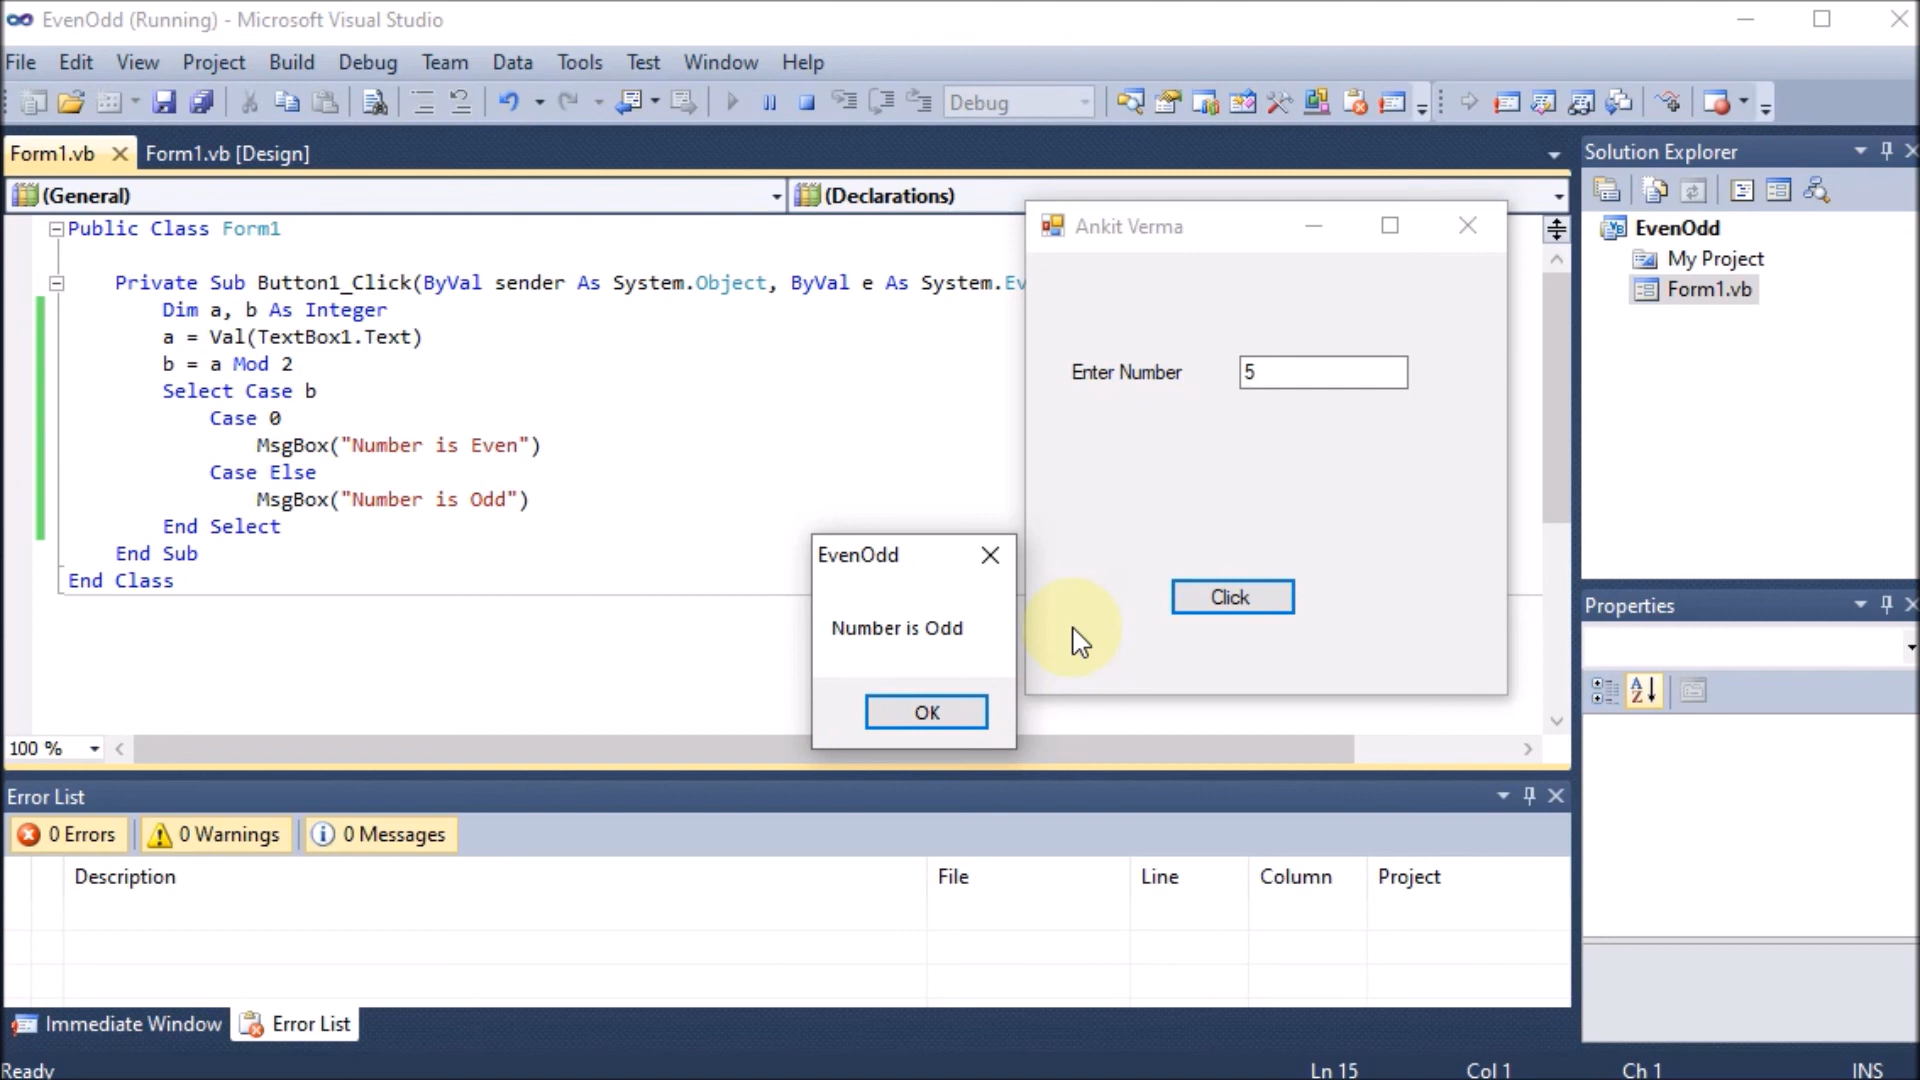 EvenOdd (Running) - Microsoft Visual Studio
File Edit View Project Build Debug Team Data Tools Test Window Help
Debug
Form1.vb Form1.vb [Design]
(General) (Declarations)
Public Class Form1
Private Sub Button1_Click(ByVal sender As System.Object, ByVal e As System.Ev
Dim a, b As Integer
a = Val(TextBox1.Text)
b = a Mod 2
Select Case b
Case 0
MsgBox("Number is Even")
Case Else
MsgBox("Number is Odd")
End Select
End Sub
End Class
100 %
Ankit Verma
Enter Number 5
Click
EvenOdd
Number is Odd
OK
Solution Explorer
EvenOdd
My Project
Form1.vb
Properties
Error List
0 Errors 0 Warnings 0 Messages
Description File Line Column Project
Immediate Window Error List
Ready Ln 15 Col 1 Ch 1 INS